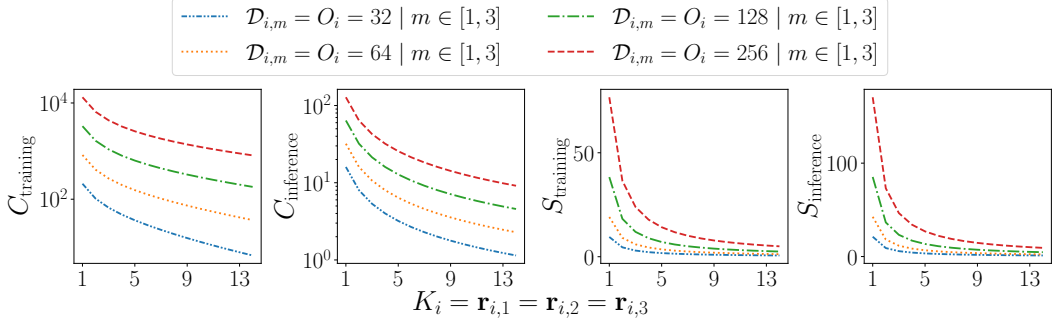 𝒟_{i,m} = O_i = 32 | m ∈ [1, 3]
𝒟_{i,m} = O_i = 128 | m ∈ [1, 3]
𝒟_{i,m} = O_i = 64 | m ∈ [1, 3]
𝒟_{i,m} = O_i = 256 | m ∈ [1, 3]
C_training
10^4
10^2
1 5 9 13
C_inference
10^2
10^1
10^0
1 5 9 13
S_training
50
0
1 5 9 13
S_inference
100
0
1 5 9 13
K_i = r_{i,1} = r_{i,2} = r_{i,3}